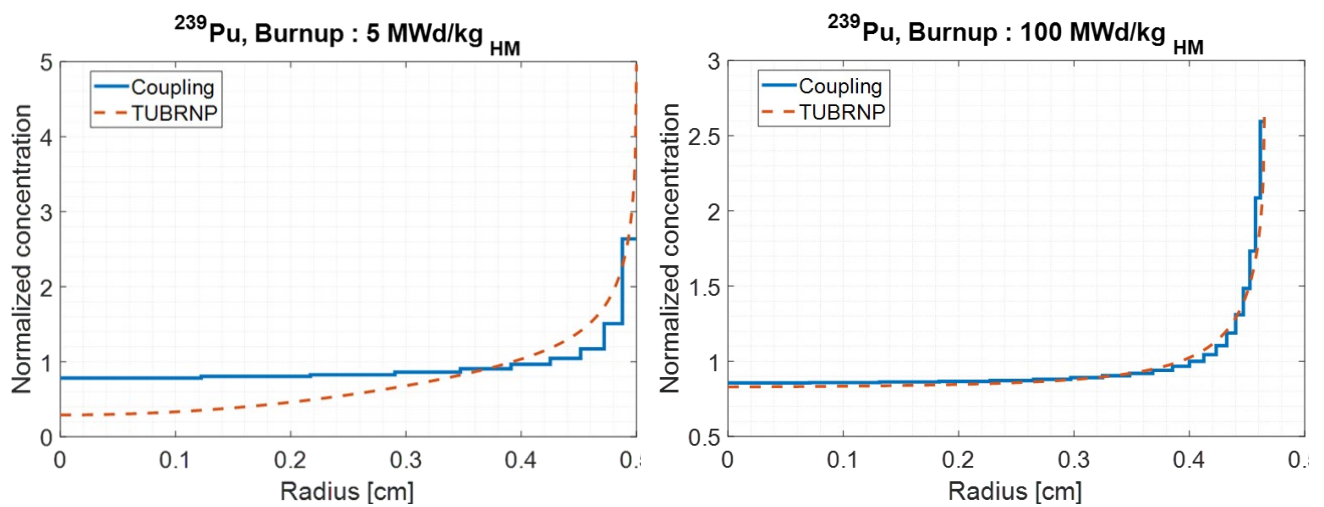 ²³⁹Pu, Burnup : 5 MWd/kg HM
5
4
3
2
1
0
Normalized concentration
Coupling
TUBRNP
0 0.1 0.2 0.3 0.4
Radius [cm]
²³⁹Pu, Burnup : 100 MWd/kg HM
3
2.5
2
1.5
1
0.5
Normalized concentration
Coupling
TUBRNP
0 0.1 0.2 0.3 0.4
Radius [cm]